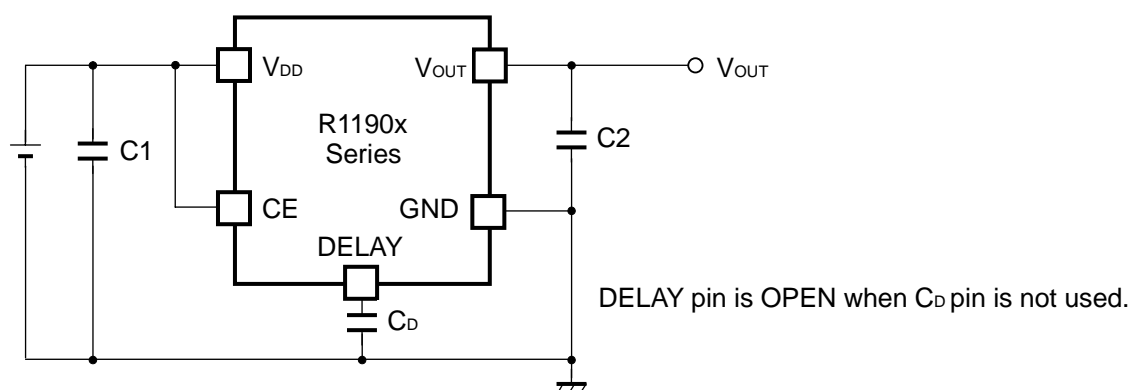 VDD
VOUT
VOUT
R1190x
Series
C1
C2
CE
GND
DELAY
CD
DELAY pin is OPEN when CD pin is not used.